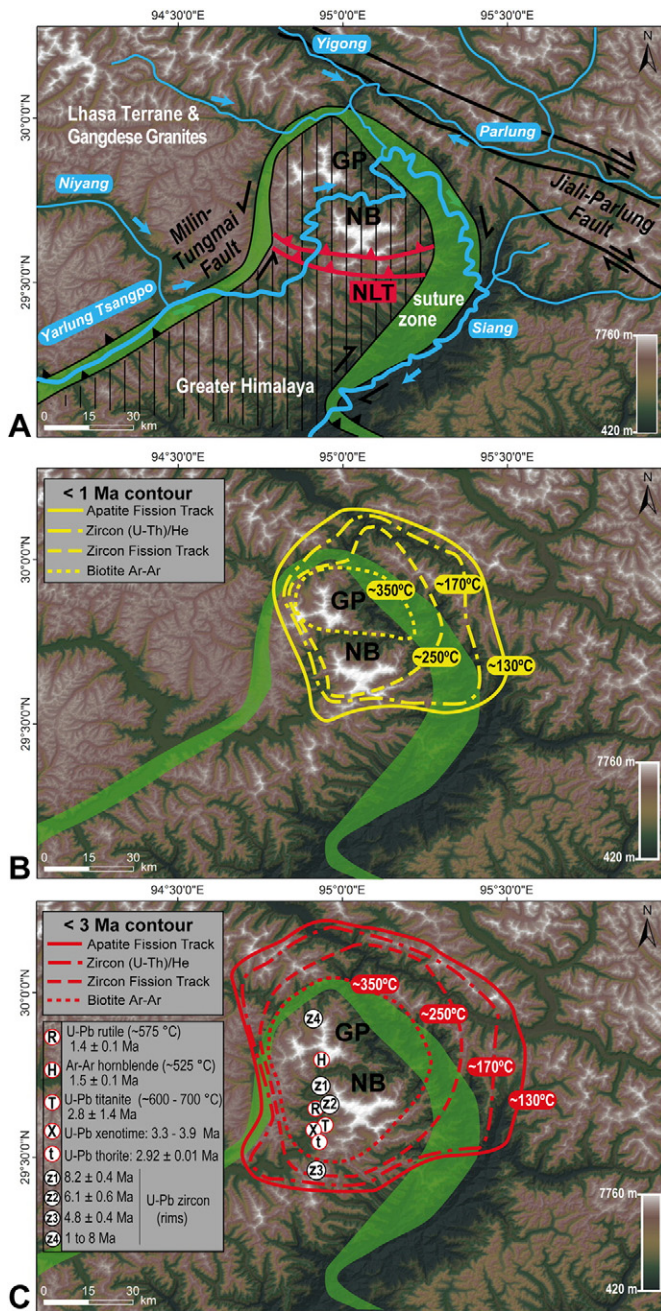 94°30'0"E
95°0'0"E
95°30'0"E
Yigong
N
Lhasa Terrane &
Gangdese Granites
30°0'0"N
Parlung
GP
Niyang
Milin-
Tungmai
Fault
NB
Jiali-Parlung
Fault
29°30'0"N
NLT
Yarlung Tsangpo
suture
zone
Siang
7760 m
Greater Himalaya
A
0 15 30
km
420 m
94°30'0"E
95°0'0"E
95°30'0"E
< 1 Ma contour
Apatite Fission Track
Zircon (U-Th)/He
Zircon Fission Track
Biotite Ar-Ar
N
30°0'0"N
~350ºC
~170ºC
GP
NB
~250ºC
~130ºC
29°30'0"N
7760 m
B
0 15 30
km
420 m
94°30'0"E
95°0'0"E
95°30'0"E
< 3 Ma contour
Apatite Fission Track
Zircon (U-Th)/He
Zircon Fission Track
Biotite Ar-Ar
N
30°0'0"N
R U-Pb rutile (~575 °C)
1.4 ± 0.1 Ma
H Ar-Ar hornblende (~525 °C)
1.5 ± 0.1 Ma
T U-Pb titanite (~600 - 700 °C)
2.8 ± 1.4 Ma
X U-Pb xenotime: 3.3 - 3.9 Ma
t U-Pb thorite: 2.92 ± 0.01 Ma
z1 8.2 ± 0.4 Ma
z2 6.1 ± 0.6 Ma
z3 4.8 ± 0.4 Ma
z4 1 to 8 Ma
U-Pb zircon
(rims)
~350ºC
z4
~250ºC
GP
H
~170ºC
z1
NB
R
z2
~130ºC
T
X
t
z3
29°30'0"N
7760 m
C
0 15 30
km
420 m